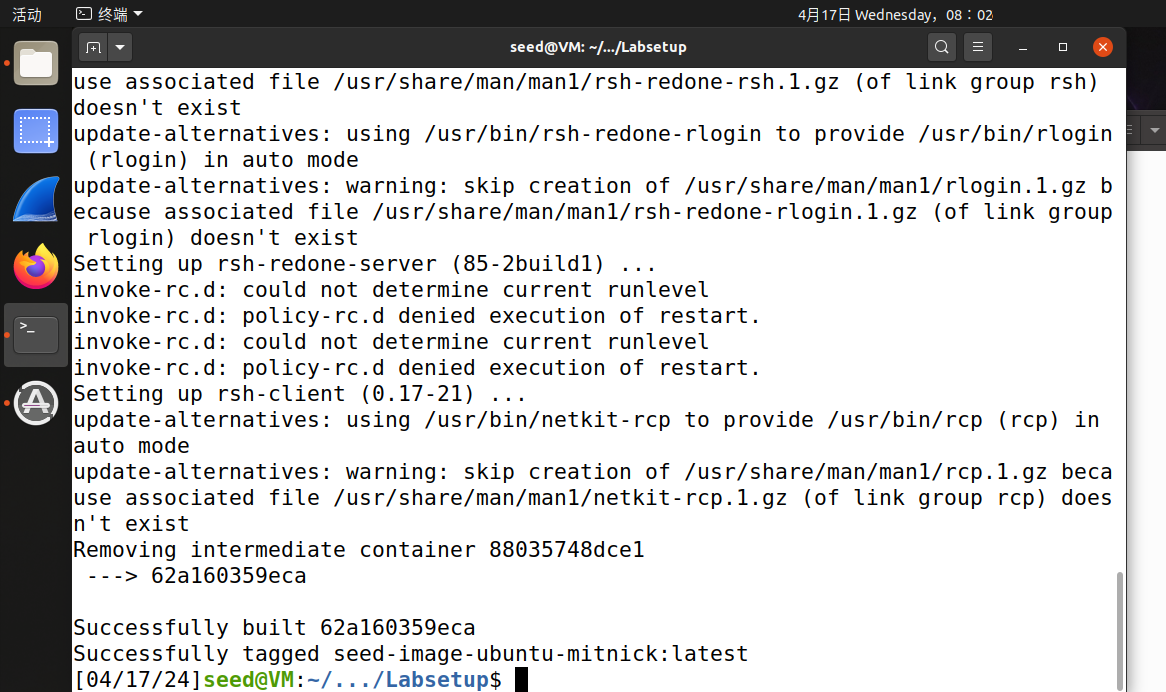 活动
终端
4月17日 Wednesday，08：02
seed@VM: ~/.../Labsetup
use associated file /usr/share/man/man1/rsh-redone-rsh.1.gz (of link group rsh)
doesn't exist
update-alternatives: using /usr/bin/rsh-redone-rlogin to provide /usr/bin/rlogin
 (rlogin) in auto mode
update-alternatives: warning: skip creation of /usr/share/man/man1/rlogin.1.gz b
ecause associated file /usr/share/man/man1/rsh-redone-rlogin.1.gz (of link group
 rlogin) doesn't exist
Setting up rsh-redone-server (85-2build1) ...
invoke-rc.d: could not determine current runlevel
invoke-rc.d: policy-rc.d denied execution of restart.
invoke-rc.d: could not determine current runlevel
invoke-rc.d: policy-rc.d denied execution of restart.
Setting up rsh-client (0.17-21) ...
update-alternatives: using /usr/bin/netkit-rcp to provide /usr/bin/rcp (rcp) in
auto mode
update-alternatives: warning: skip creation of /usr/share/man/man1/rcp.1.gz beca
use associated file /usr/share/man/man1/netkit-rcp.1.gz (of link group rcp) does
n't exist
Removing intermediate container 88035748dce1
 ---> 62a160359eca
Successfully built 62a160359eca
Successfully tagged seed-image-ubuntu-mitnick:latest
[04/17/24]seed@VM:~/.../Labsetup$